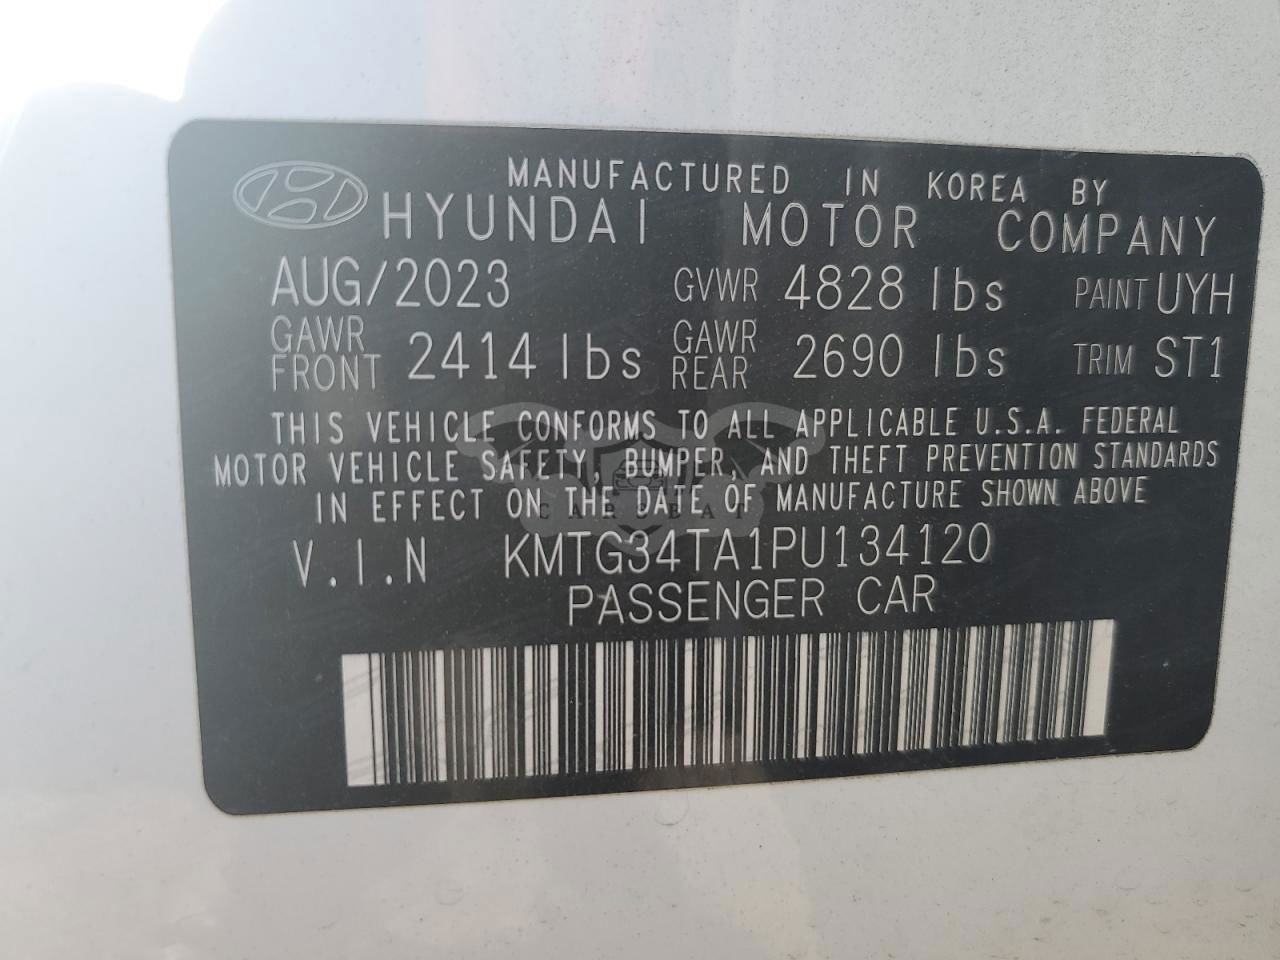 MANUFACTURED IN KOREA BY
HYUNDAI MOTOR COMPANY
AUG/2023 GVWR 4828 lbs PAINT UYH
GAWR FRONT 2414 lbs GAWR REAR 2690 lbs TRIM ST1
THIS VEHICLE CONFORMS TO ALL APPLICABLE U.S.A. FEDERAL
MOTOR VEHICLE SAFETY, BUMPER, AND THEFT PREVENTION STANDARDS
IN EFFECT ON THE DATE OF MANUFACTURE SHOWN ABOVE
CAR3BAT
V.I.N KMTG34TA1PU134120
PASSENGER CAR